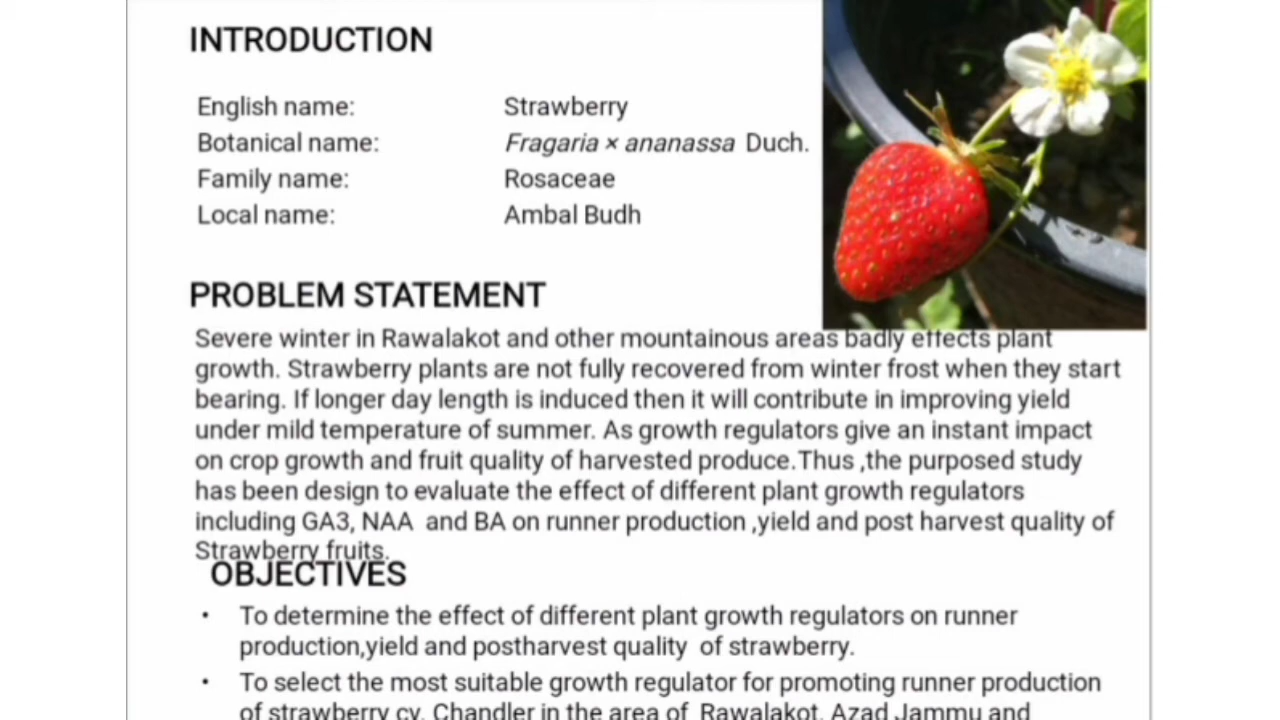 INTRODUCTION
English name: Strawberry
Botanical name: Fragaria × ananassa Duch.
Family name: Rosaceae
Local name: Ambal Budh
PROBLEM STATEMENT
Severe winter in Rawalakot and other mountainous areas badly effects plant
growth. Strawberry plants are not fully recovered from winter frost when they start
bearing. If longer day length is induced then it will contribute in improving yield
under mild temperature of summer. As growth regulators give an instant impact
on crop growth and fruit quality of harvested produce.Thus ,the purposed study
has been design to evaluate the effect of different plant growth regulators
including GA3, NAA and BA on runner production ,yield and post harvest quality of
Strawberry fruits.
OBJECTIVES
• To determine the effect of different plant growth regulators on runner
production,yield and postharvest quality of strawberry.
• To select the most suitable growth regulator for promoting runner production
of strawberry cv. Chandler in the area of Rawalakot, Azad Jammu and